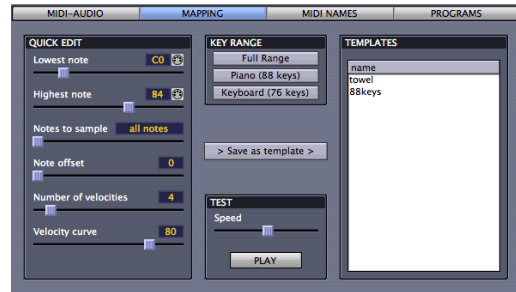 MIDI-AUDIO MAPPING MIDI NAMES PROGRAMS
QUICK EDIT
Lowest note C0
Highest note B4
Notes to sample all notes
Note offset 0
Number of velocities 4
Velocity curve 80
KEY RANGE
Full Range
Piano (88 keys)
Keyboard (76 keys)
> Save as template >
TEST
Speed
PLAY
TEMPLATES
name
towel
88keys